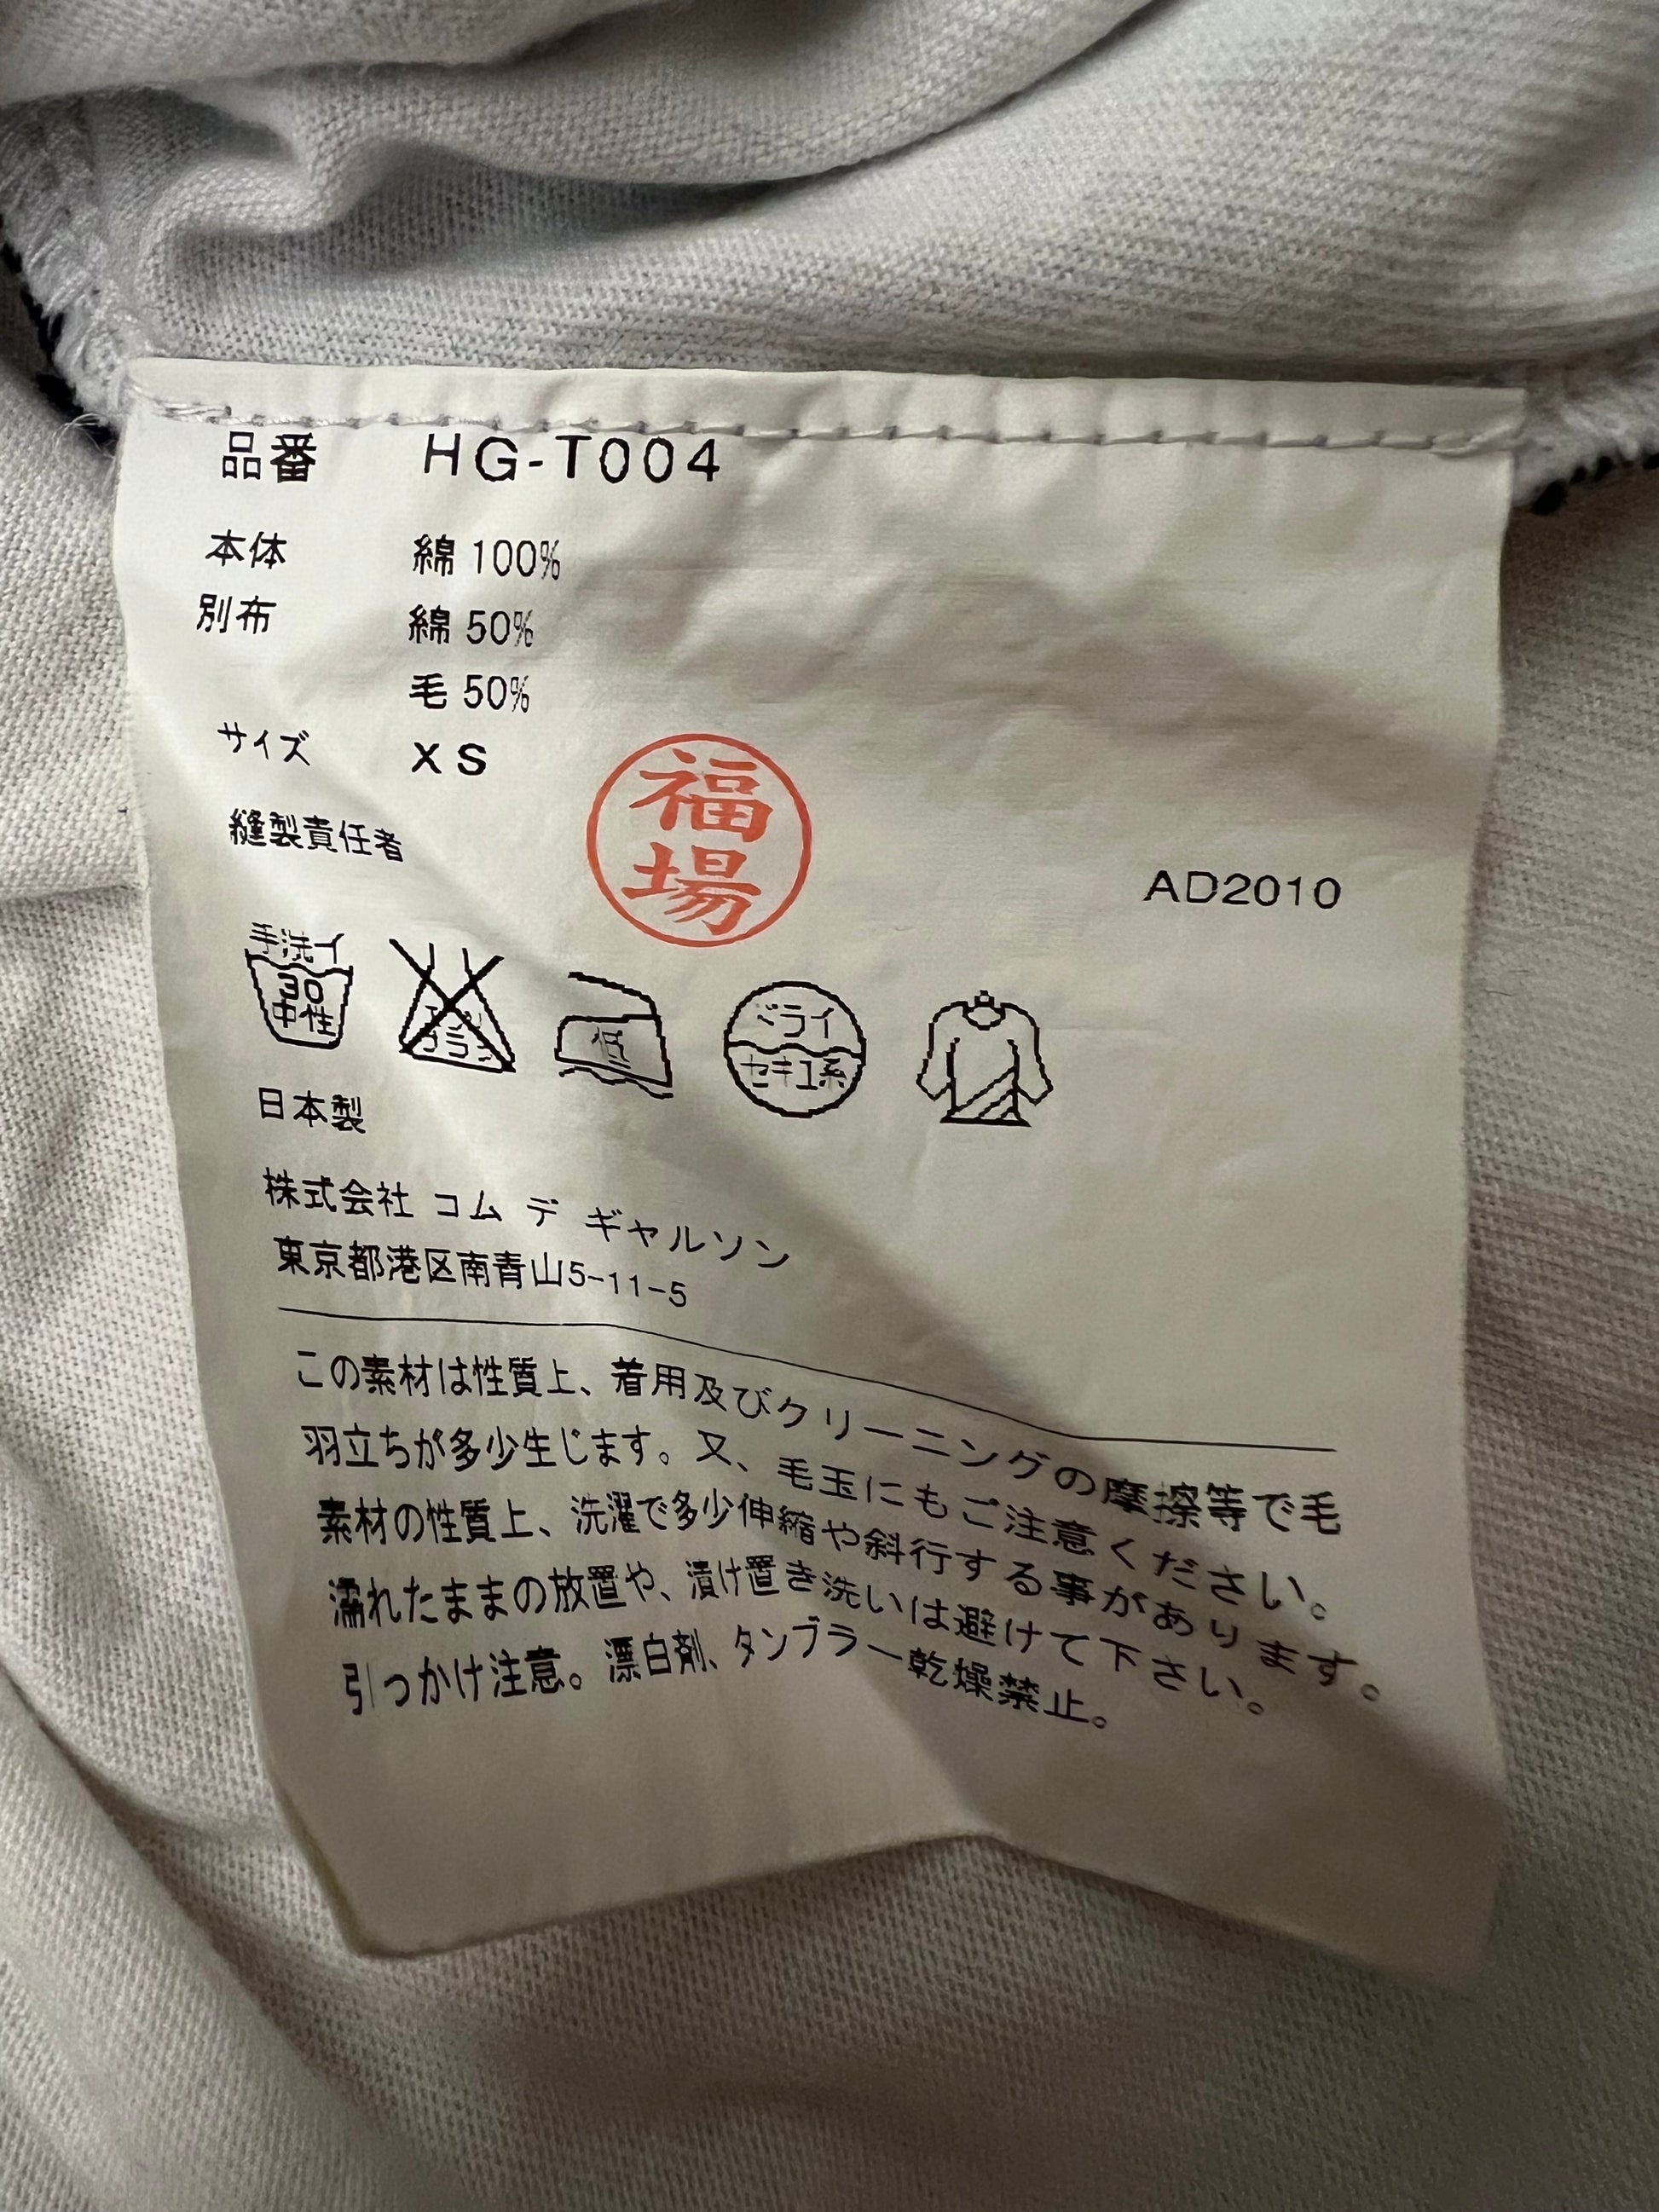 品番 HG-T004
本体 綿 100%
別布 綿 50%
毛 50%
サイズ XS
縫製責任者 福場
AD2010
手洗イ 30 中性
エンソ サラシ
低
ドライ セキユ系
日本製
株式会社 コム デ ギャルソン
東京都港区南青山5-11-5
この素材は性質上、着用及びクリーニングの摩擦等で毛
羽立ちが多少生じます。又、毛玉にもご注意ください。
素材の性質上、洗濯で多少伸縮や斜行する事があります。
濡れたままの放置や、漬け置き洗いは避けて下さい。
引っかけ注意。漂白剤、タンブラー乾燥禁止。